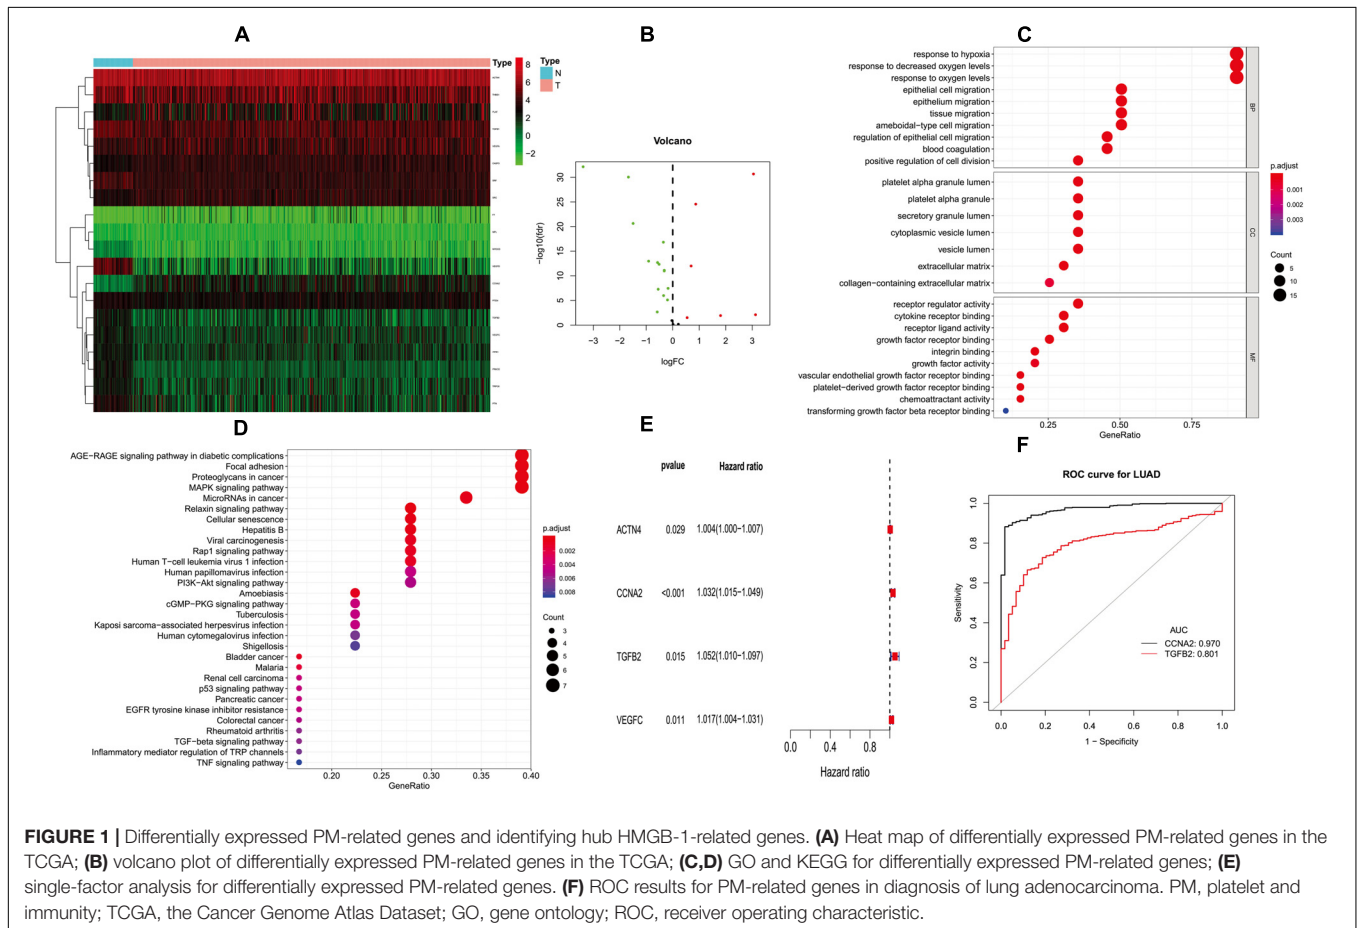 A
Type
8
6
4
2
0
−2
Type
N
T
B
Volcano
30
25
20
15
10
5
0
−log10(fdr)
−3
−2
−1
0
1
2
3
logFC
C
response to hypoxia
response to decreased oxygen levels
response to oxygen levels
epithelial cell migration
epithelium migration
tissue migration
ameboidal−type cell migration
regulation of epithelial cell migration
blood coagulation
positive regulation of cell division
BP
platelet alpha granule lumen
platelet alpha granule
secretory granule lumen
cytoplasmic vesicle lumen
vesicle lumen
extracellular matrix
collagen−containing extracellular matrix
CC
receptor regulator activity
cytokine receptor binding
receptor ligand activity
growth factor receptor binding
integrin binding
growth factor activity
vascular endothelial growth factor receptor binding
platelet−derived growth factor receptor binding
chemoattractant activity
transforming growth factor beta receptor binding
MF
0.25
0.50
0.75
GeneRatio
p.adjust
0.001
0.002
0.003
Count
5
10
15
D
AGE−RAGE signaling pathway in diabetic complications
Focal adhesion
Proteoglycans in cancer
MAPK signaling pathway
MicroRNAs in cancer
Relaxin signaling pathway
Cellular senescence
Hepatitis B
Viral carcinogenesis
Rap1 signaling pathway
Human T−cell leukemia virus 1 infection
Human papillomavirus infection
PI3K−Akt signaling pathway
Amoebiasis
cGMP−PKG signaling pathway
Tuberculosis
Kaposi sarcoma−associated herpesvirus infection
Human cytomegalovirus infection
Shigellosis
Bladder cancer
Malaria
Renal cell carcinoma
p53 signaling pathway
Pancreatic cancer
EGFR tyrosine kinase inhibitor resistance
Colorectal cancer
Rheumatoid arthritis
TGF−beta signaling pathway
Inflammatory mediator regulation of TRP channels
TNF signaling pathway
0.20
0.25
0.30
0.35
0.40
GeneRatio
p.adjust
0.002
0.004
0.006
0.008
Count
3
4
5
6
7
E
pvalue
Hazard ratio
ACTN4 0.029 1.004(1.000−1.007)
CCNA2 <0.001 1.032(1.015−1.049)
TGFB2 0.015 1.052(1.010−1.097)
VEGFC 0.011 1.017(1.004−1.031)
0.0
0.4
0.8
Hazard ratio
F
ROC curve for LUAD
1.0
0.8
0.6
0.4
0.2
0.0
Sensitivity
AUC
CCNA2: 0.970
TGFB2: 0.801
0.0
0.2
0.4
0.6
0.8
1.0
1 − Specificity
FIGURE 1 | Differentially expressed PM-related genes and identifying hub HMGB-1-related genes. (A) Heat map of differentially expressed PM-related genes in the
TCGA; (B) volcano plot of differentially expressed PM-related genes in the TCGA; (C,D) GO and KEGG for differentially expressed PM-related genes; (E)
single-factor analysis for differentially expressed PM-related genes. (F) ROC results for PM-related genes in diagnosis of lung adenocarcinoma. PM, platelet and
immunity; TCGA, the Cancer Genome Atlas Dataset; GO, gene ontology; ROC, receiver operating characteristic.